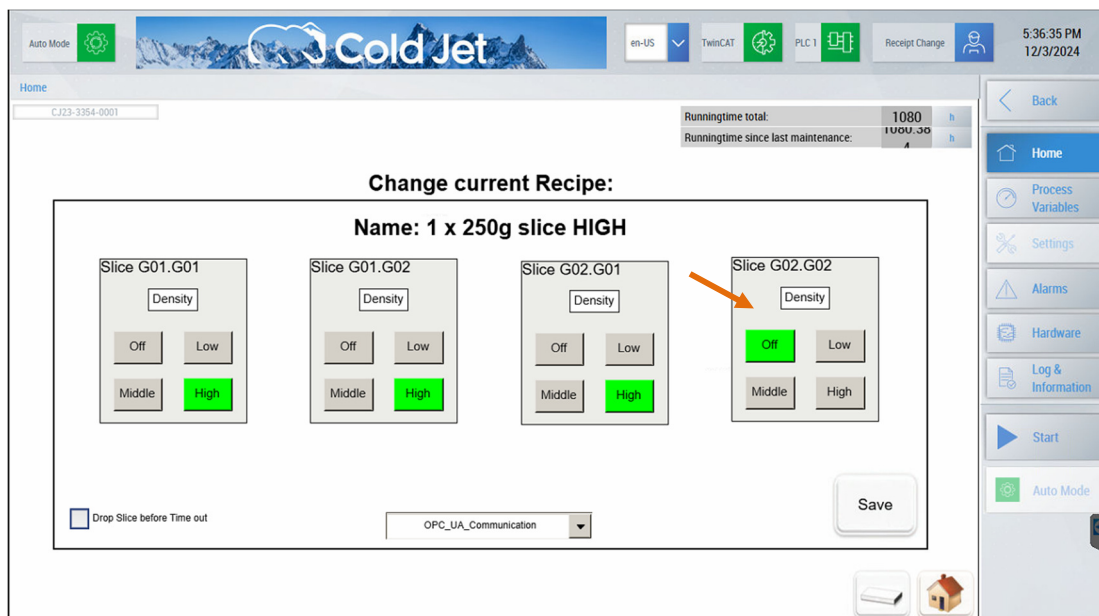 Auto Mode
Cold Jet
en-US
TwinCAT
PLC 1
Receipt Change
5:36:35 PM
12/3/2024
Home
CJ23-3354-0001
Runningtime total:
1080
h
Runningtime since last maintenance:
1080.38
4
h
Change current Recipe:
Name: 1 x 250g slice HIGH
Slice G01.G01
Density
Off
Low
Middle
High
Slice G01.G02
Density
Off
Low
Middle
High
Slice G02.G01
Density
Off
Low
Middle
High
Slice G02.G02
Density
Off
Low
Middle
High
Drop Slice before Time out
OPC_UA_Communication
Save
Back
Home
Process
Variables
Settings
Alarms
Hardware
Log &
Information
Start
Auto Mode